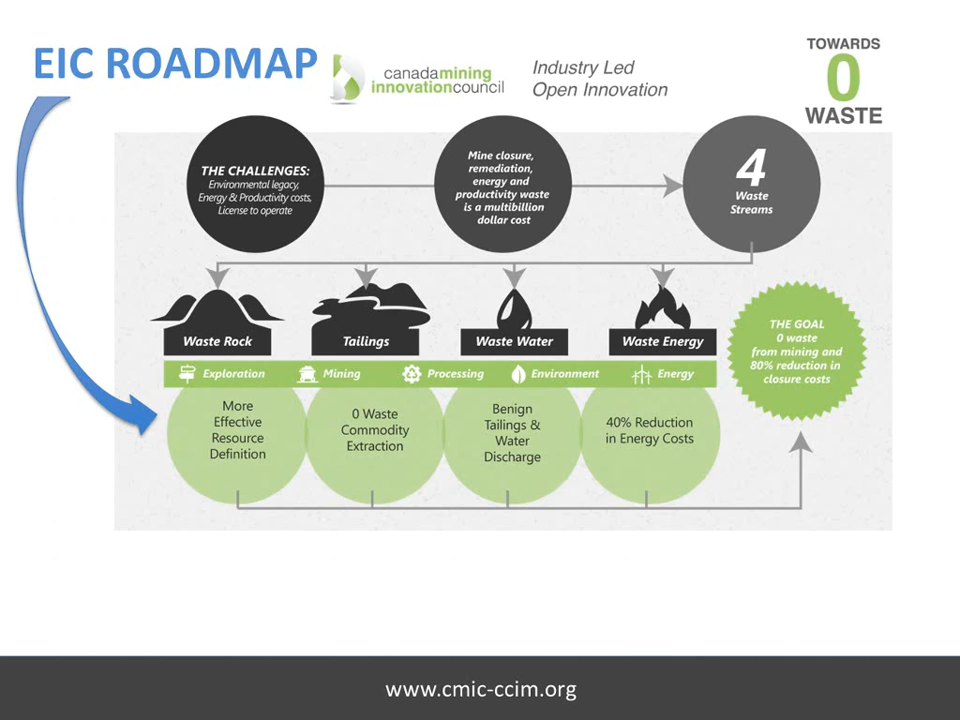 EIC ROADMAP
canadamining
innovationcouncil
Industry Led
Open Innovation
TOWARDS
0
WASTE
THE CHALLENGES:
Environmental legacy,
Energy & Productivity costs,
License to operate
Mine closure,
remediation,
energy and
productivity waste
is a multibillion
dollar cost
4
Waste
Streams
Waste Rock
Tailings
Waste Water
Waste Energy
THE GOAL
0 waste
from mining and
80% reduction in
closure costs
Exploration
Mining
Processing
Environment
Energy
More
Effective
Resource
Definition
0 Waste
Commodity
Extraction
Benign
Tailings &
Water
Discharge
40% Reduction
in Energy Costs
www.cmic-ccim.org